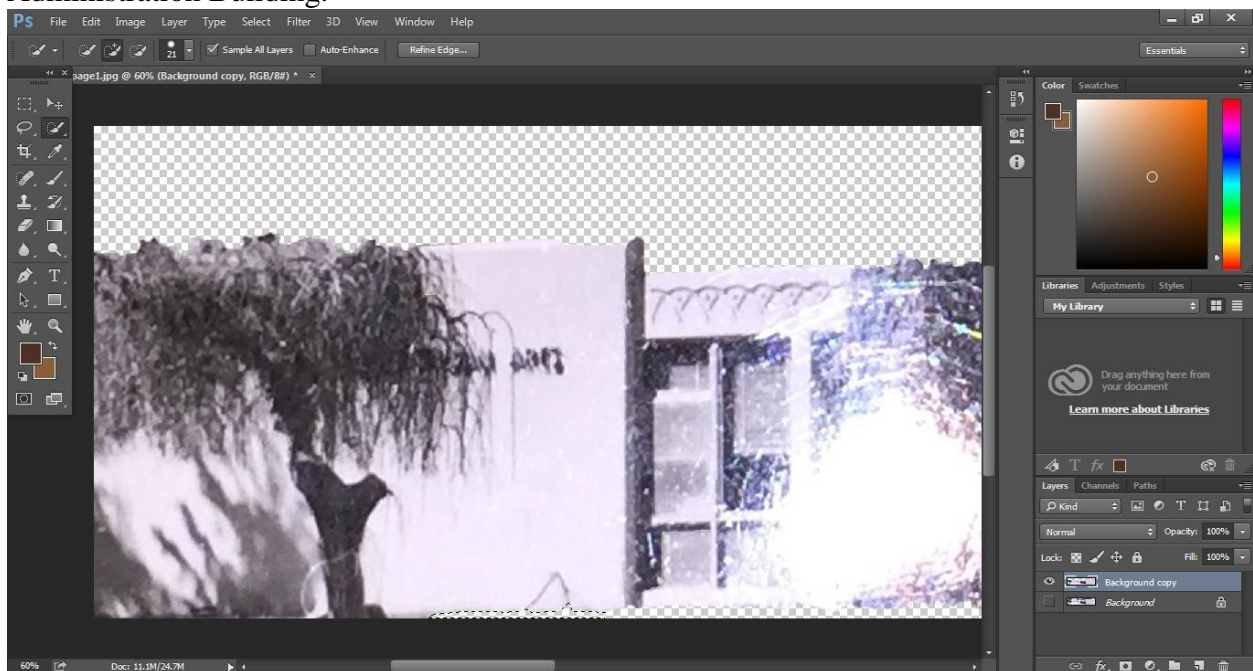 Administration Building.
Ps File Edit Image Layer Type Select Filter 3D View Window Help
21 Sample All Layers Auto-Enhance Refine Edge... Essentials
page1.jpg @ 60% (Background copy, RGB/8#) * ×
Color Swatches
Libraries Adjustments Styles
My Library
Drag anything here from
your document
Learn more about Libraries
T fx
Layers Channels Paths
Kind T
Normal Opacity: 100%
Lock: Fill: 100%
Background copy
Background
60% Doc: 11.1M/24.7M
fx